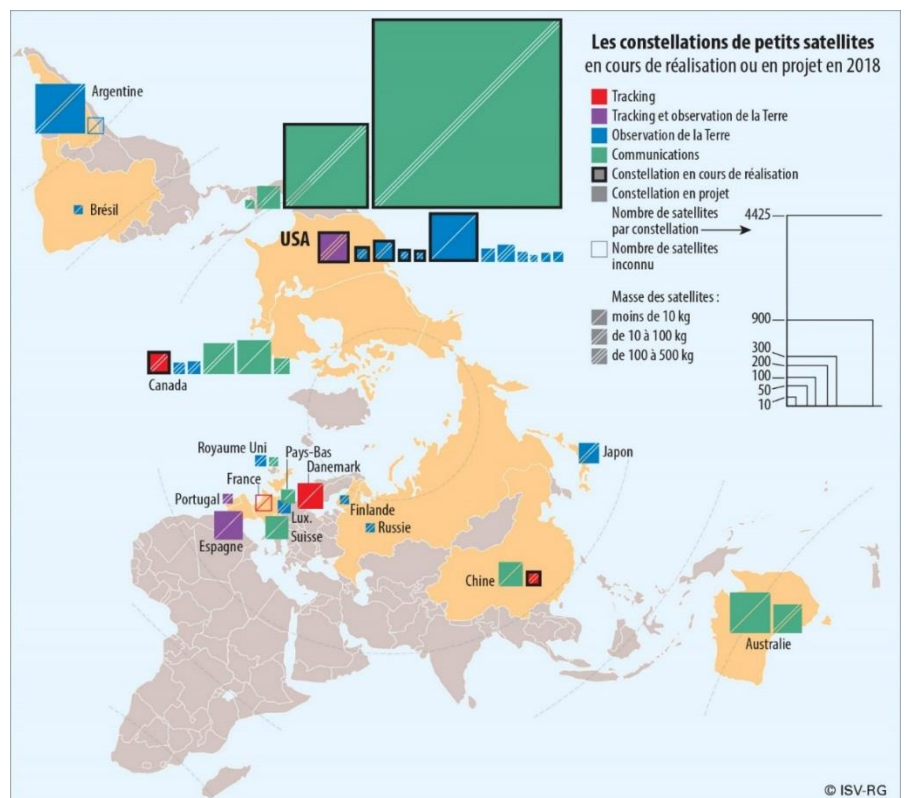 Les constellations de petits satellites
en cours de réalisation ou en projet en 2018
Tracking
Tracking et observation de la Terre
Observation de la Terre
Communications
Constellation en cours de réalisation
Constellation en projet
Nombre de satellites
par constellation
4425
Nombre de satellites
inconnu
Masse des satellites :
moins de 10 kg
de 10 à 100 kg
de 100 à 500 kg
900
300
200
100
50
10
Argentine
Brésil
USA
Canada
Royaume Uni
Pays-Bas
Danemark
France
Portugal
Finlande
Lux.
Suisse
Russie
Espagne
Japon
Chine
Australie
© ISV-RG